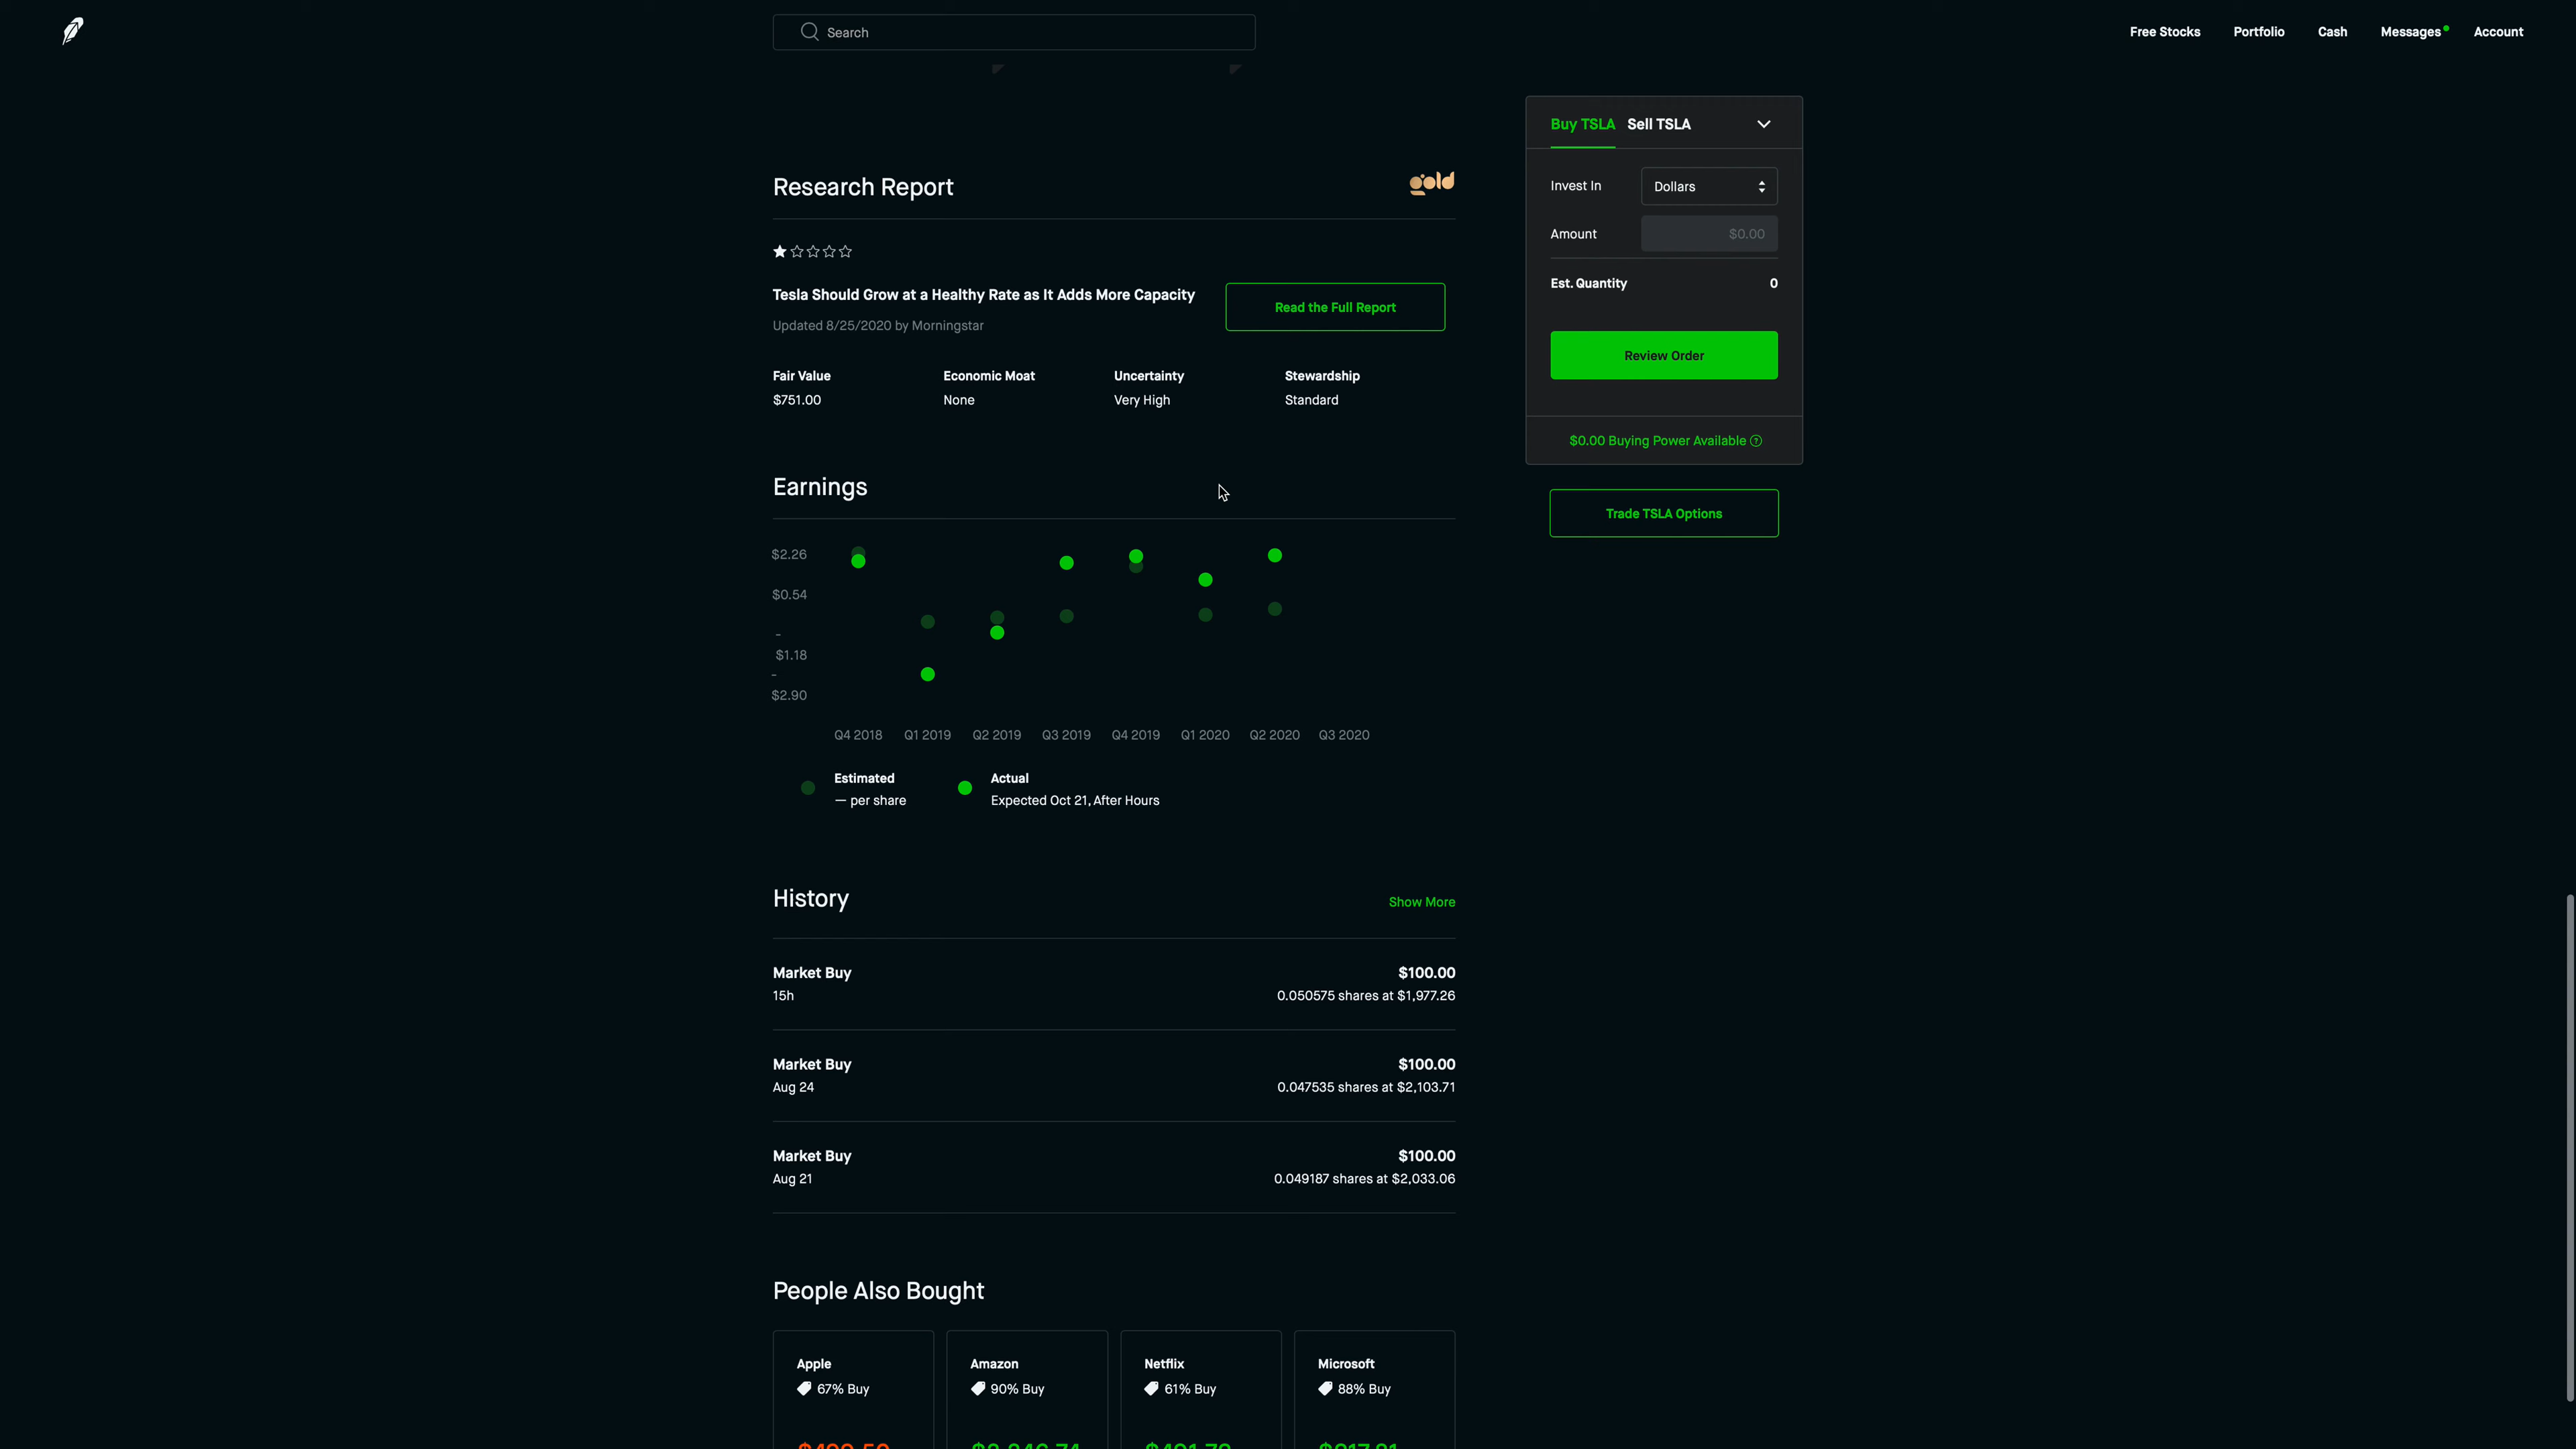 Search
Free Stocks
Portfolio
Cash
Messages
Account
Research Report
gold
Tesla Should Grow at a Healthy Rate as It Adds More Capacity
Updated 8/25/2020 by Morningstar
Read the Full Report
Fair Value
$751.00
Economic Moat
None
Uncertainty
Very High
Stewardship
Standard
Buy TSLA
Sell TSLA
Invest In
Dollars
Amount
$0.00
Est. Quantity
0
Review Order
$0.00 Buying Power Available
Trade TSLA Options
Earnings
$2.26
$0.54
-
$1.18
-
$2.90
Q4 2018
Q1 2019
Q2 2019
Q3 2019
Q4 2019
Q1 2020
Q2 2020
Q3 2020
Estimated
— per share
Actual
Expected Oct 21, After Hours
History
Show More
Market Buy
$100.00
15h
0.050575 shares at $1,977.26
Market Buy
$100.00
Aug 24
0.047535 shares at $2,103.71
Market Buy
$100.00
Aug 21
0.049187 shares at $2,033.06
People Also Bought
Apple
67% Buy
Amazon
90% Buy
Netflix
61% Buy
Microsoft
88% Buy